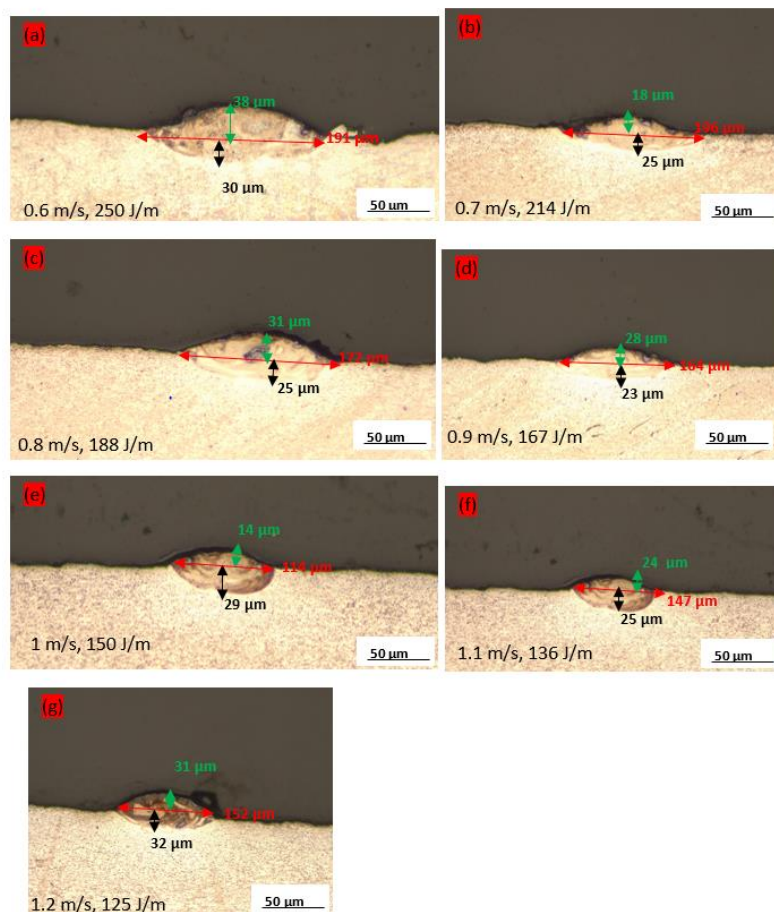 (a)
38 µm
191 µm
30 µm
0.6 m/s, 250 J/m
50 µm
(b)
18 µm
25 µm
0.7 m/s, 214 J/m
50 µm
(c)
31 µm
177 µm
25 µm
0.8 m/s, 188 J/m
50 µm
(d)
28 µm
164 µm
23 µm
0.9 m/s, 167 J/m
50 µm
(e)
14 µm
114 µm
29 µm
1 m/s, 150 J/m
50 µm
(f)
24 µm
147 µm
25 µm
1.1 m/s, 136 J/m
50 µm
(g)
31 µm
152 µm
32 µm
1.2 m/s, 125 J/m
50 µm